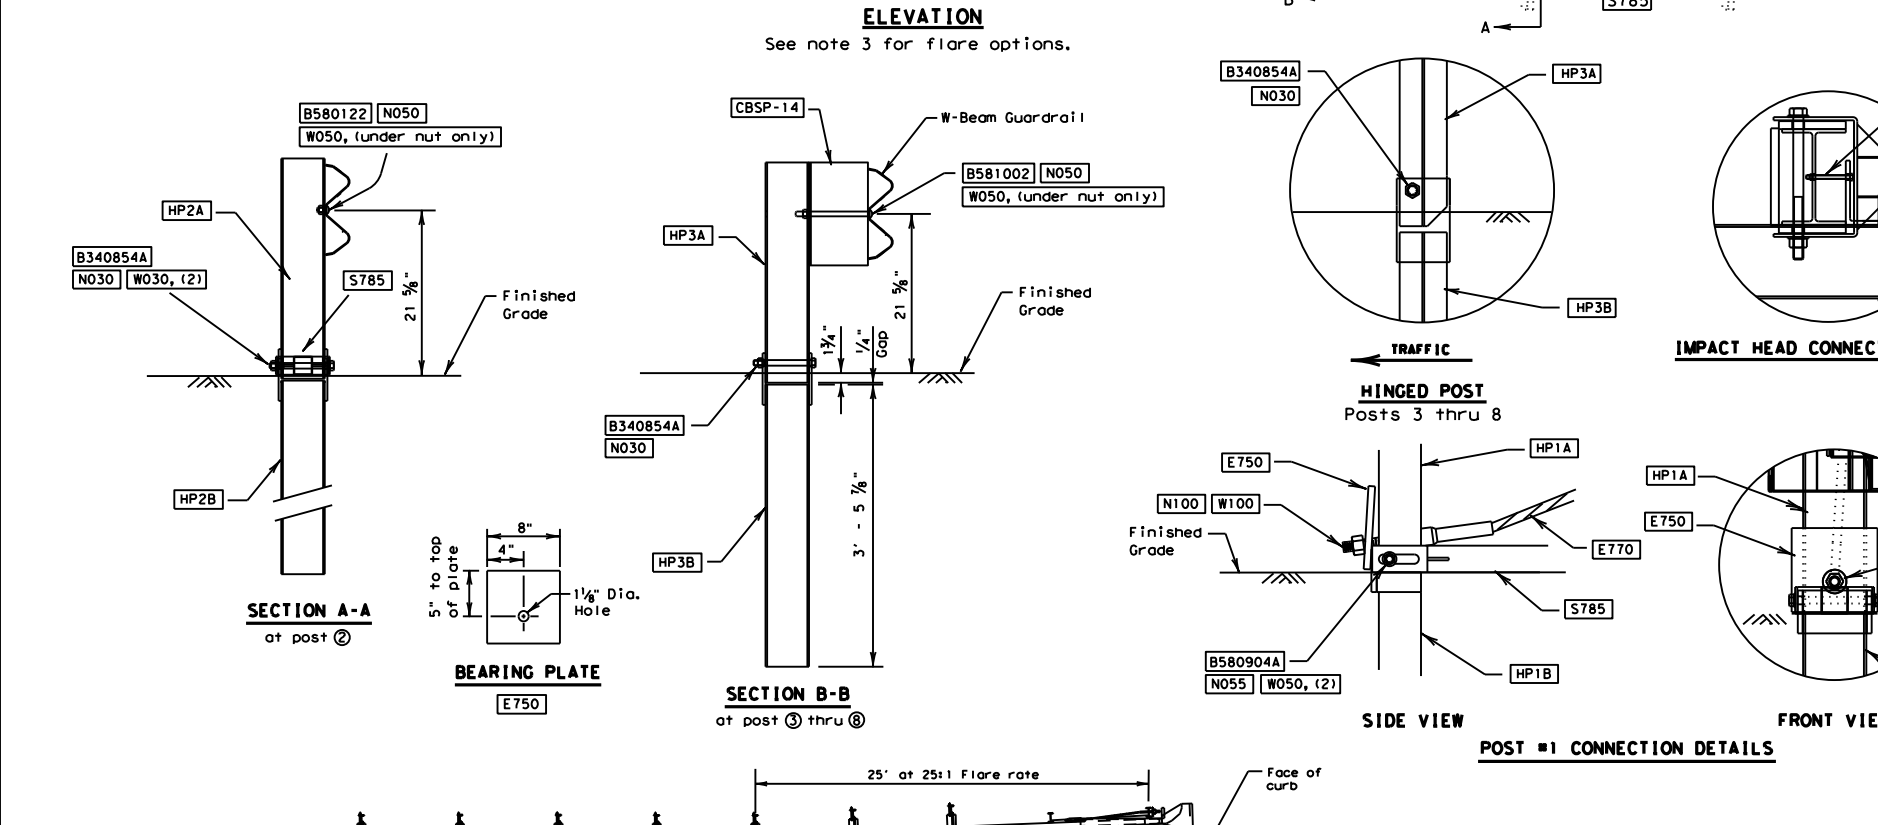 ELEVATION
See note 3 for flare options.
B
A
S785
B580122 N050
W050, (under nut only)
HP2A
B340854A
N030 W030, (2)
S785
21 5/8"
Finished
Grade
HP2B
SECTION A-A
at post ②
8"
4"
5" to top
of plate
1⅛" Dia.
Hole
BEARING PLATE
E750
CBSP-14
W-Beam Guardrail
B581002 N050
W050, (under nut only)
HP3A
21 5/8"
Finished
Grade
1¾"
¼"
Gap
B340854A
N030
3' - 5 7/8"
HP3B
SECTION B-B
at post ③ thru ⑧
B340854A
N030
HP3A
HP3B
TRAFFIC
HINGED POST
Posts 3 thru 8
IMPACT HEAD CONNEC
E750
HP1A
N100 W100
Finished
Grade
E770
S785
B580904A
N055 W050, (2)
HP1B
SIDE VIEW
HP1A
E750
FRONT VIE
POST #1 CONNECTION DETAILS
25' at 25:1 Flare rate
Face of
curb